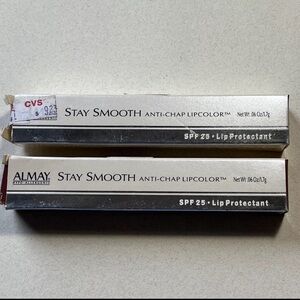 CVS
STAY SMOOTH ANTI-CHAP LIPCOLOR™ Net Wt .06 Oz/1.7g
SPF 25 • Lip Protectant
ALMAY STAY SMOOTH ANTI-CHAP LIPCOLOR™ Net Wt .06 Oz/1.7g
SPF 25 • Lip Protectant